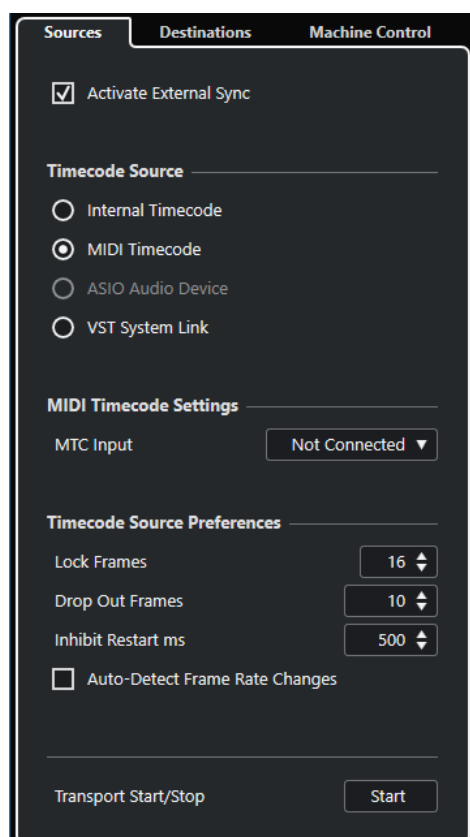 Sources Destinations Machine Control
Activate External Sync
Timecode Source
Internal Timecode
MIDI Timecode
ASIO Audio Device
VST System Link
MIDI Timecode Settings
MTC Input Not Connected
Timecode Source Preferences
Lock Frames 16
Drop Out Frames 10
Inhibit Restart ms 500
Auto-Detect Frame Rate Changes
Transport Start/Stop Start